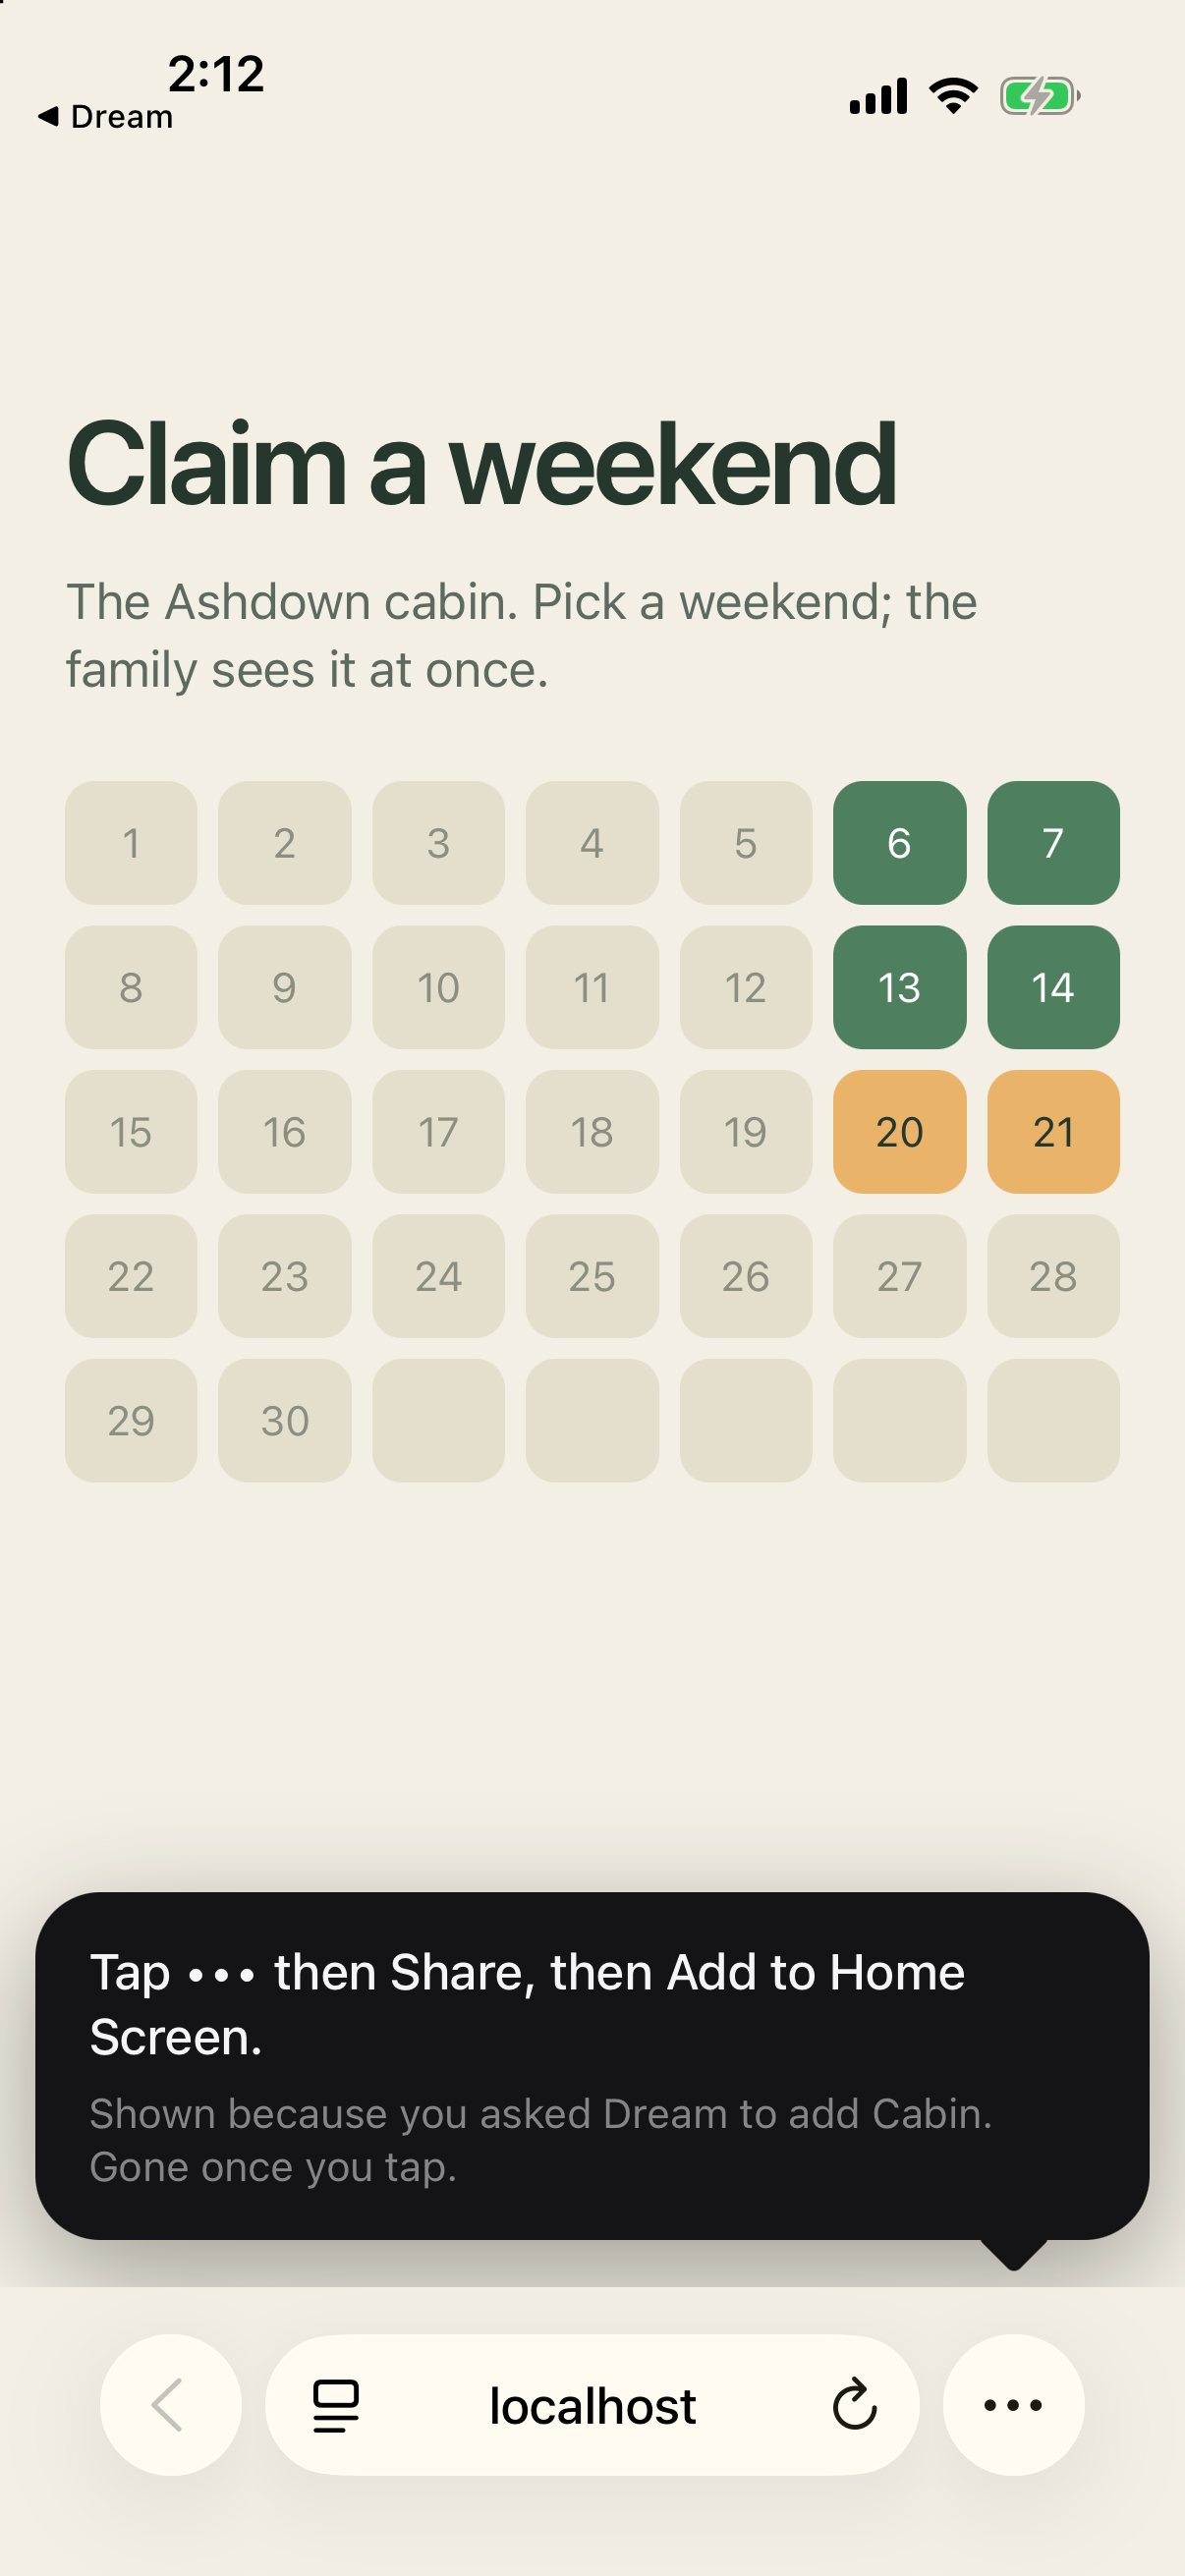 2:12
◀ Dream
Claim a weekend
The Ashdown cabin. Pick a weekend; the
family sees it at once.
1 2 3 4 5 6 7
8 9 10 11 12 13 14
15 16 17 18 19 20 21
22 23 24 25 26 27 28
29 30
Tap ••• then Share, then Add to Home
Screen.
Shown because you asked Dream to add Cabin.
Gone once you tap.
localhost